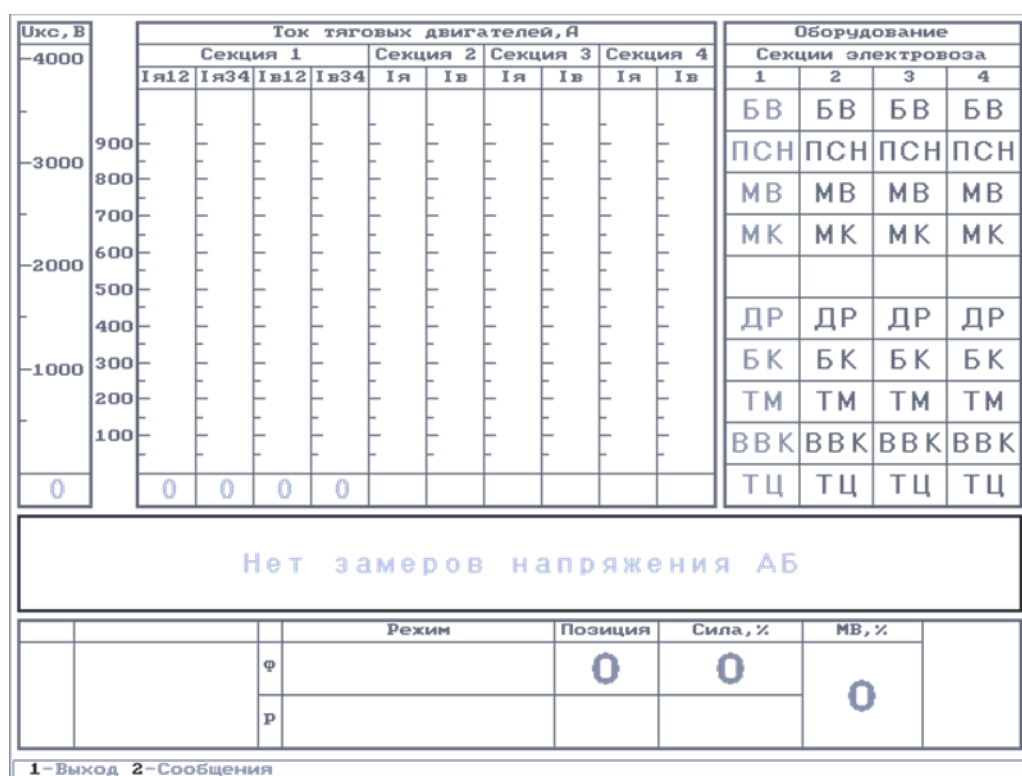 Uкс,В Ток тяговых двигателей,А Оборудование
4000 Секция 1 Секция 2 Секция 3 Секция 4 Секции электровоза
Iя12 Iя34 Iв12 Iв34 Iя Iв Iя Iв Iя Iв 1 2 3 4
БВ БВ БВ БВ
900
3000 ПСН ПСН ПСН ПСН
800
МВ МВ МВ МВ
700
МК МК МК МК
600
2000
500
400 ДР ДР ДР ДР
300
1000 БК БК БК БК
200 ТМ ТМ ТМ ТМ
100 ВВК ВВК ВВК ВВК
0 0 0 0 0 ТЦ ТЦ ТЦ ТЦ
Нет замеров напряжения АБ
Режим Позиция Сила,% МВ,%
φ 0 0
0
P
1-Выход 2-Сообщения